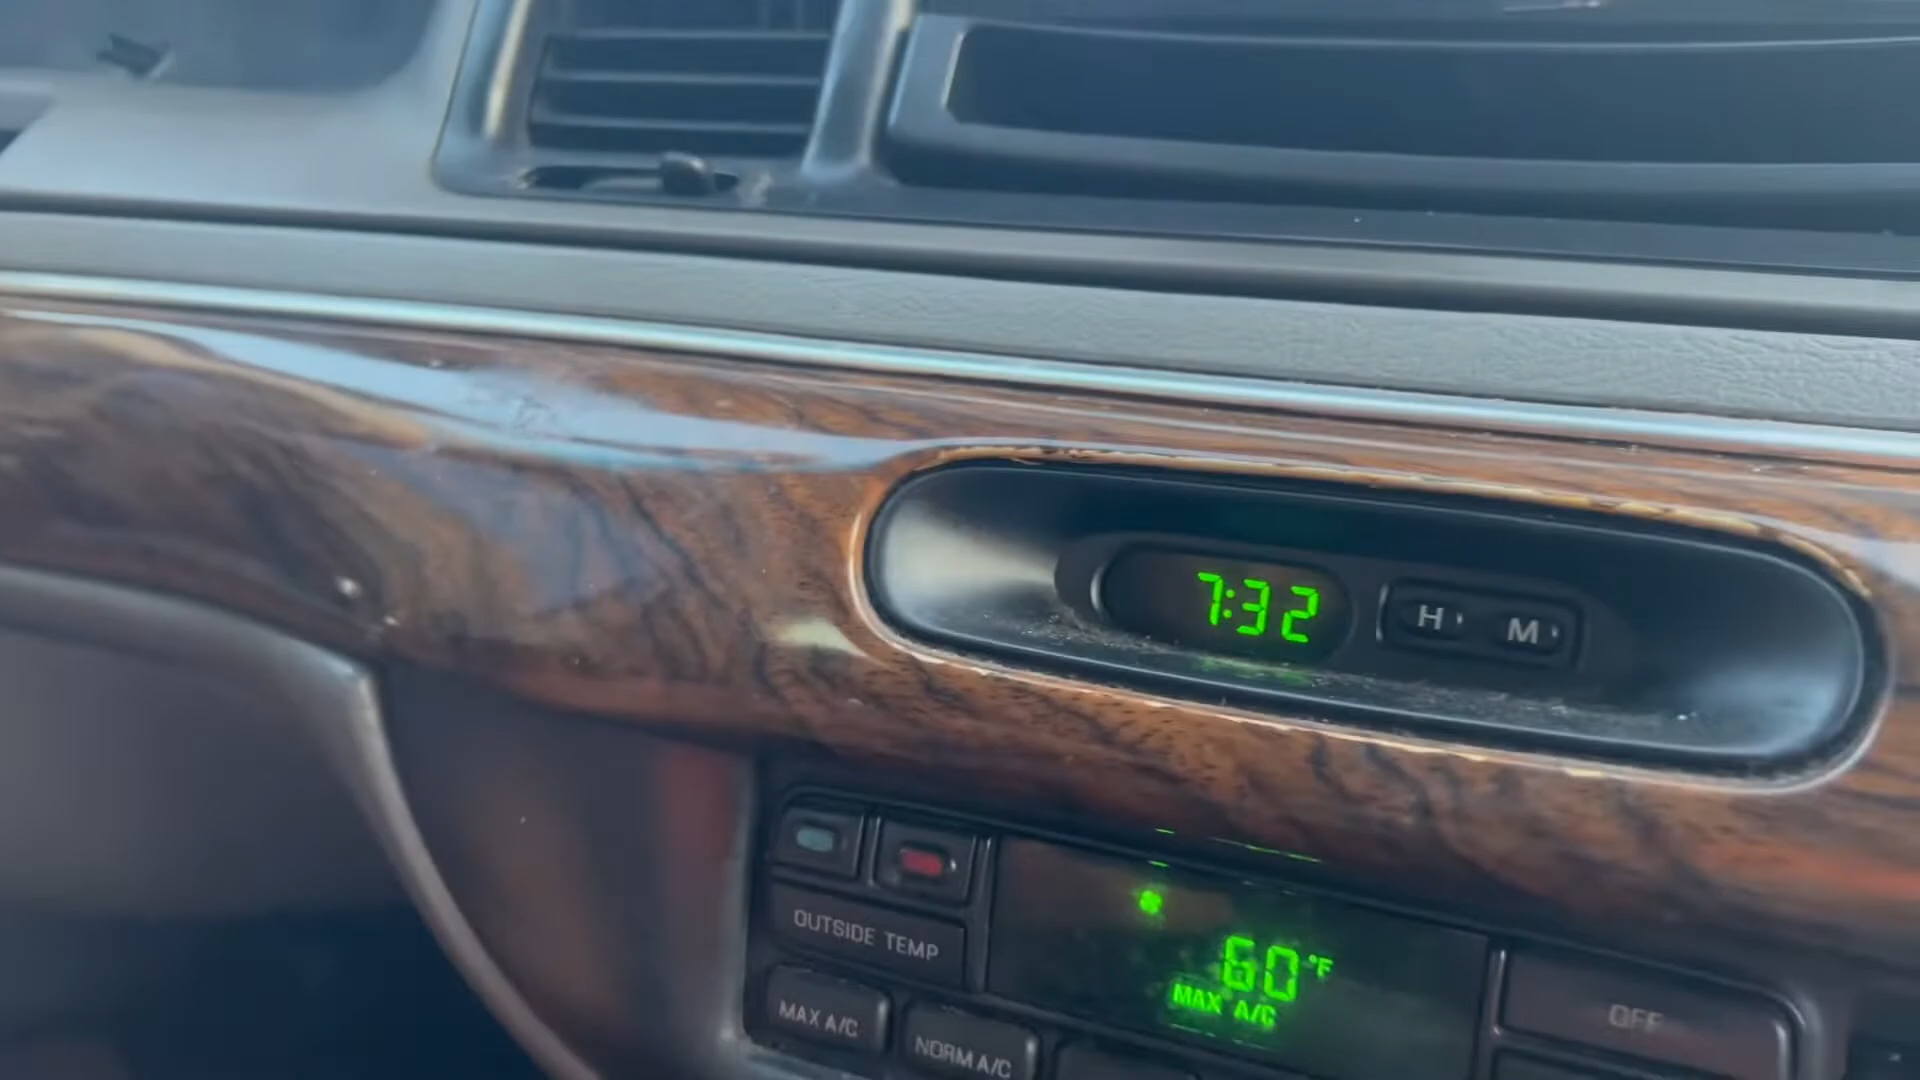 7:32
H M
OUTSIDE TEMP
60°F
MAX A/C
OFF
MAX A/C
NORM A/C